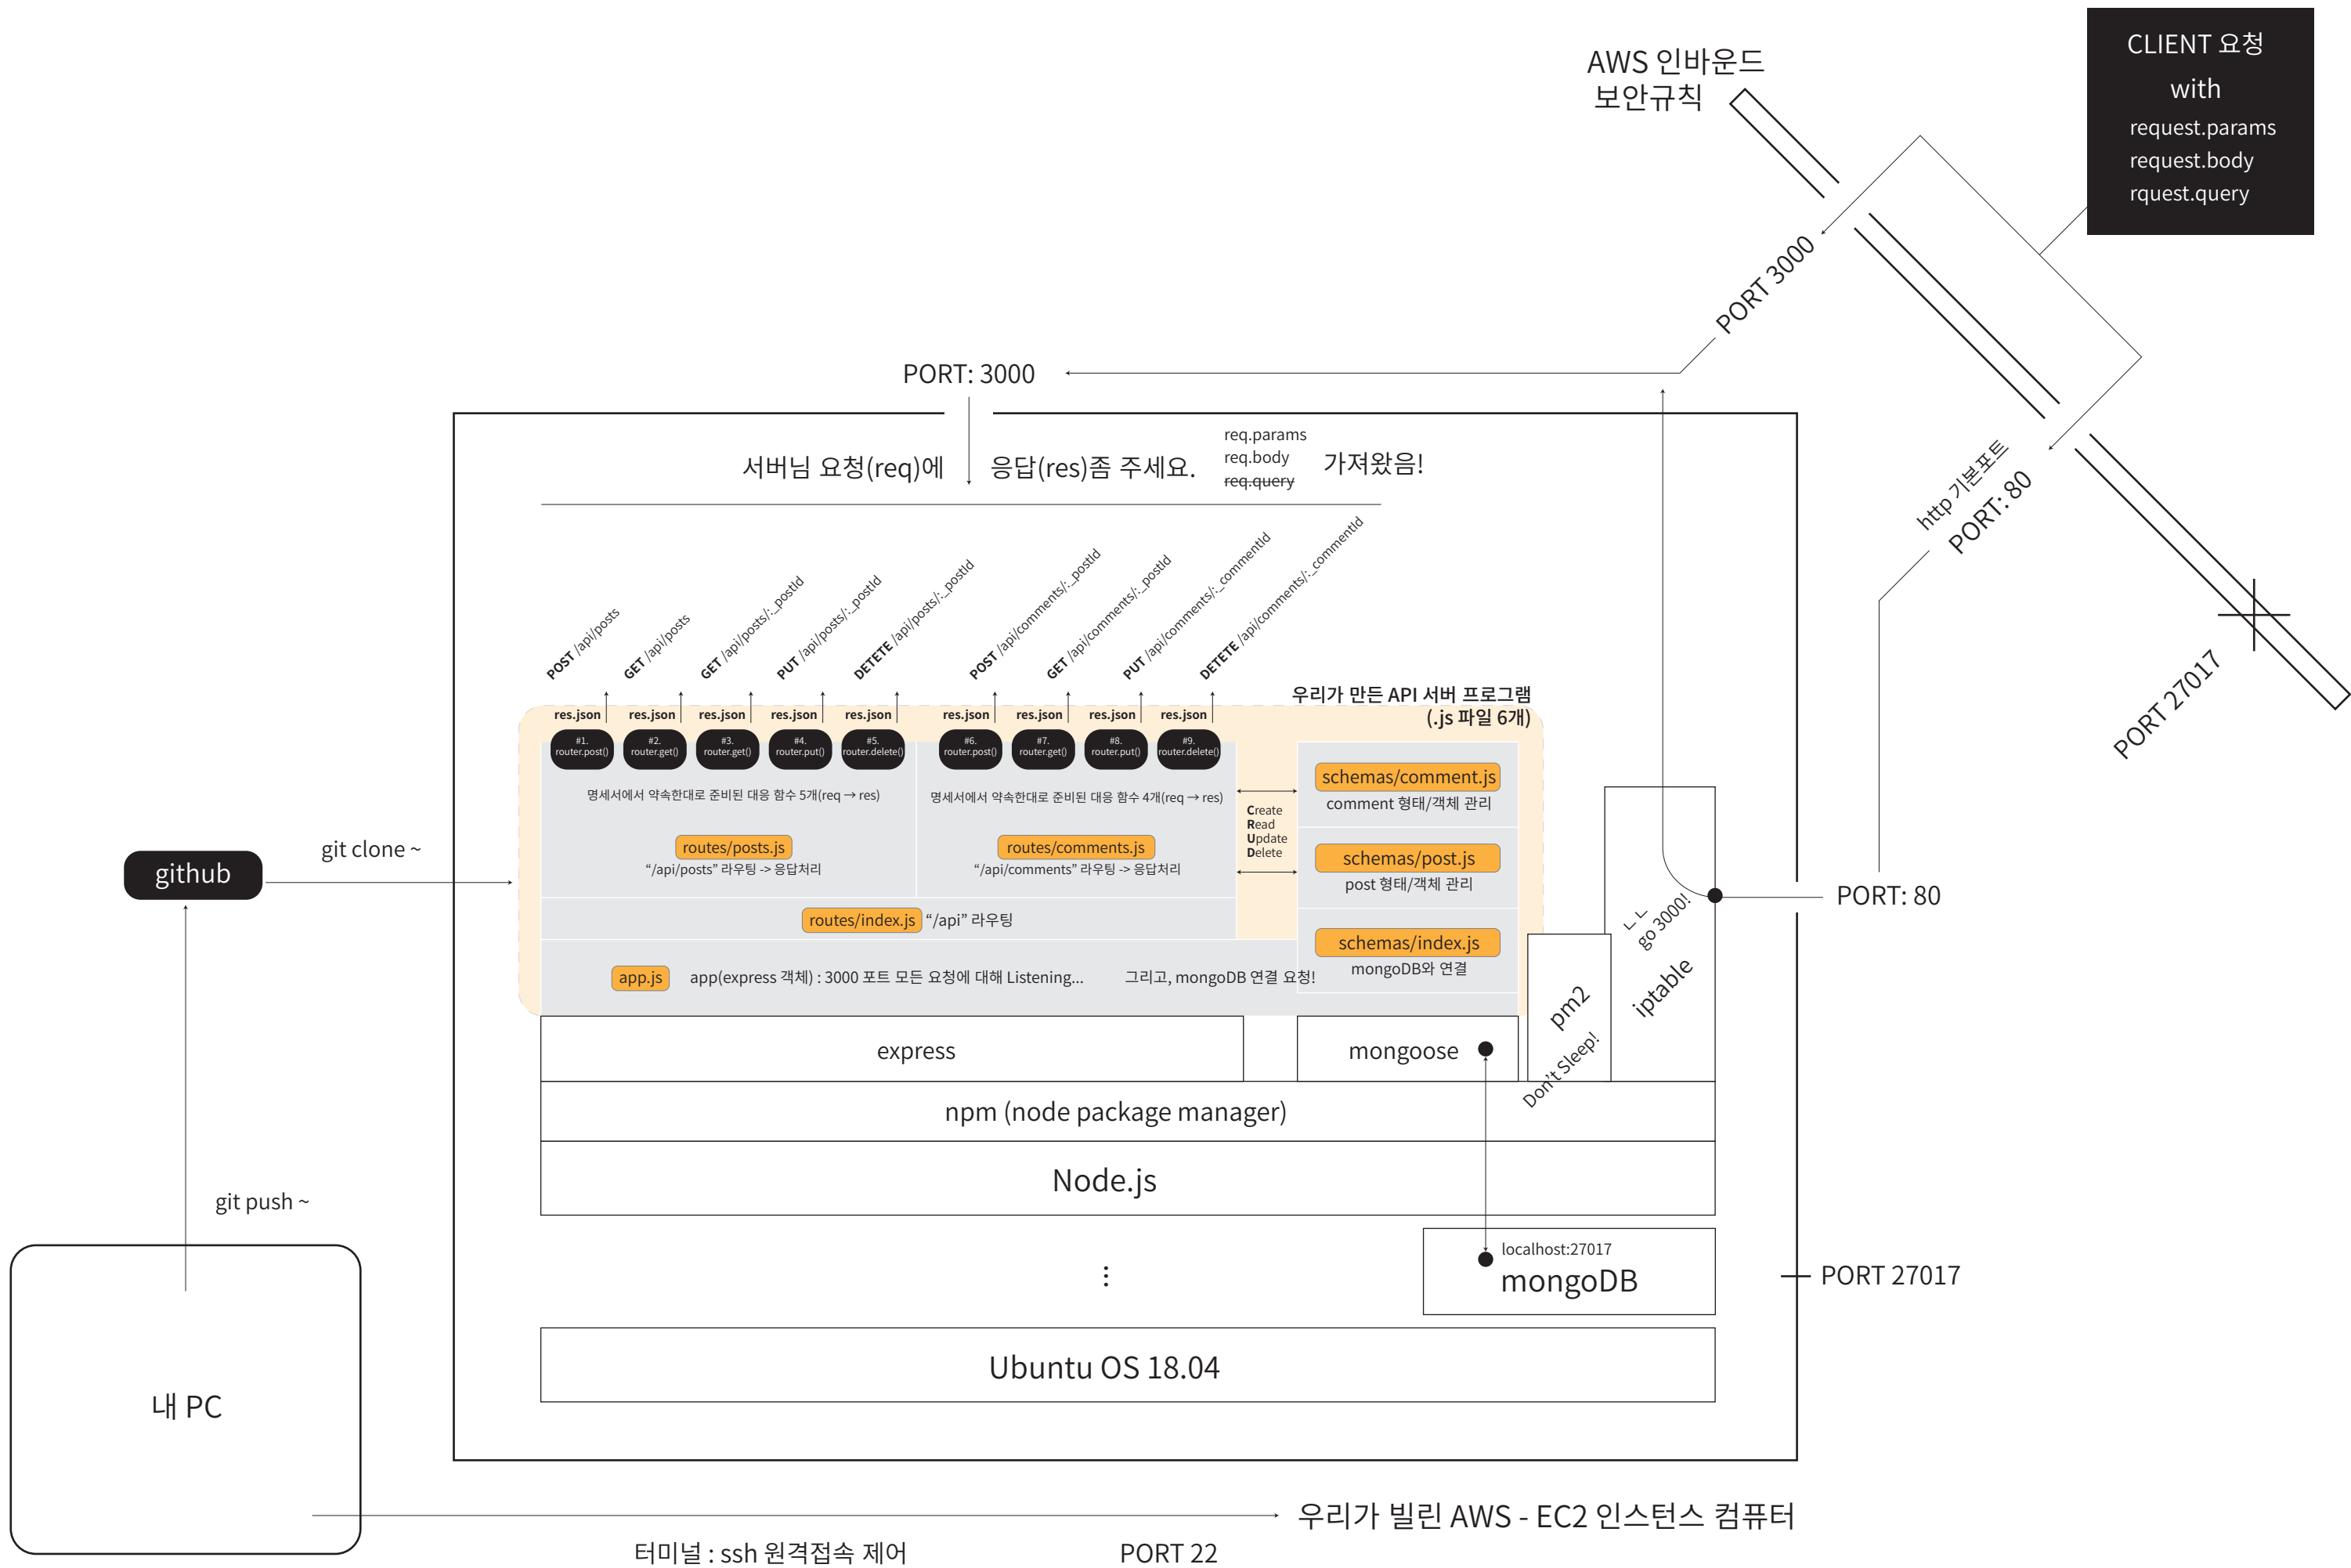 CLIENT 요청
with
request.params
request.body
rquest.query
AWS 인바운드
보안규칙
PORT 3000
http 기본포트
PORT: 80
PORT 27017
PORT: 3000
서버님 요청(req)에
응답(res)좀 주세요.
req.params
req.body
req.query
가져왔음!
POST /api/posts
GET /api/posts
GET /api/posts/:_postId
PUT /api/posts/:_postId
DETETE /api/posts/:_postId
POST /api/comments/:_postId
GET /api/comments/:_postId
PUT /api/comments/:_commentId
DETETE /api/comments/:_commentId
우리가 만든 API 서버 프로그램
(.js 파일 6개)
res.json
res.json
res.json
res.json
res.json
res.json
res.json
res.json
res.json
#1.
router.post()
#2.
router.get()
#3.
router.get()
#4.
router.put()
#5.
router.delete()
#6.
router.post()
#7.
router.get()
#8.
router.put()
#9.
router.delete()
명세서에서 약속한대로 준비된 대응 함수 5개(req → res)
명세서에서 약속한대로 준비된 대응 함수 4개(req → res)
routes/posts.js
“/api/posts” 라우팅 -> 응답처리
routes/comments.js
“/api/comments” 라우팅 -> 응답처리
Create
Read
Update
Delete
schemas/comment.js
comment 형태/객체 관리
schemas/post.js
post 형태/객체 관리
schemas/index.js
mongoDB와 연결
routes/index.js “/api” 라우팅
app.js
app(express 객체) : 3000 포트 모든 요청에 대해 Listening...
그리고, mongoDB 연결 요청!
express
mongoose
pm2
Don't Sleep!
ㄴㄴ
go 3000!
iptable
PORT: 80
npm (node package manager)
Node.js
⋮
localhost:27017
mongoDB
PORT 27017
Ubuntu OS 18.04
github
git clone ~
git push ~
내 PC
우리가 빌린 AWS - EC2 인스턴스 컴퓨터
터미널 : ssh 원격접속 제어
PORT 22